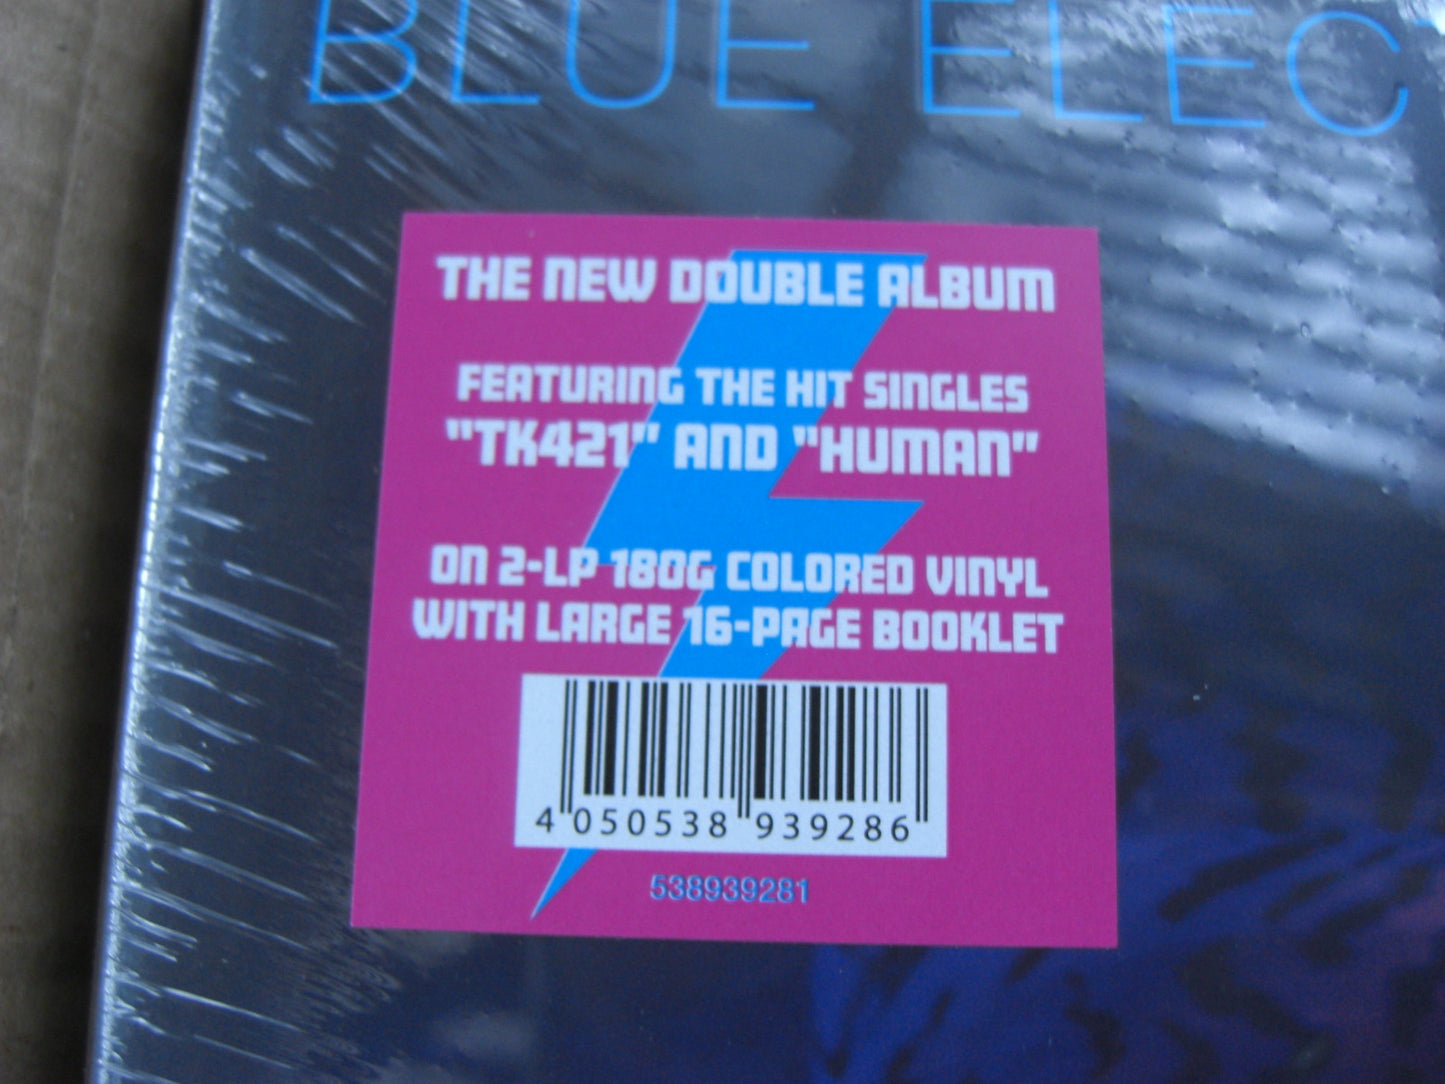 BLUE ELEC
THE NEW DOUBLE ALBUM
FEATURING THE HIT SINGLES
"TK421" AND "HUMAN"
ON 2-LP 180G COLORED VINYL
WITH LARGE 16-PAGE BOOKLET
4 050538 939286
538939281